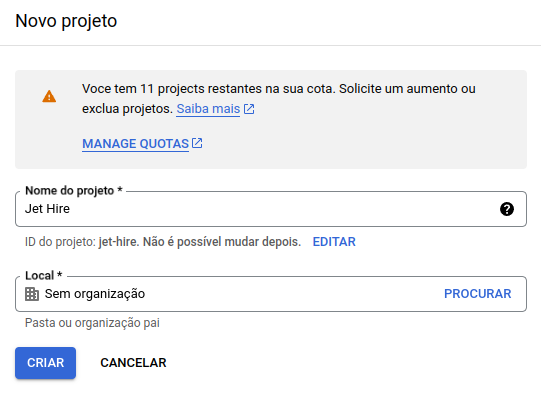 Novo projeto
Voce tem 11 projects restantes na sua cota. Solicite um aumento ou
exclua projetos. Saiba mais
MANAGE QUOTAS
Nome do projeto *
Jet Hire
ID do projeto: jet-hire. Não é possível mudar depois. EDITAR
Local *
Sem organização PROCURAR
Pasta ou organização pai
CRIAR CANCELAR